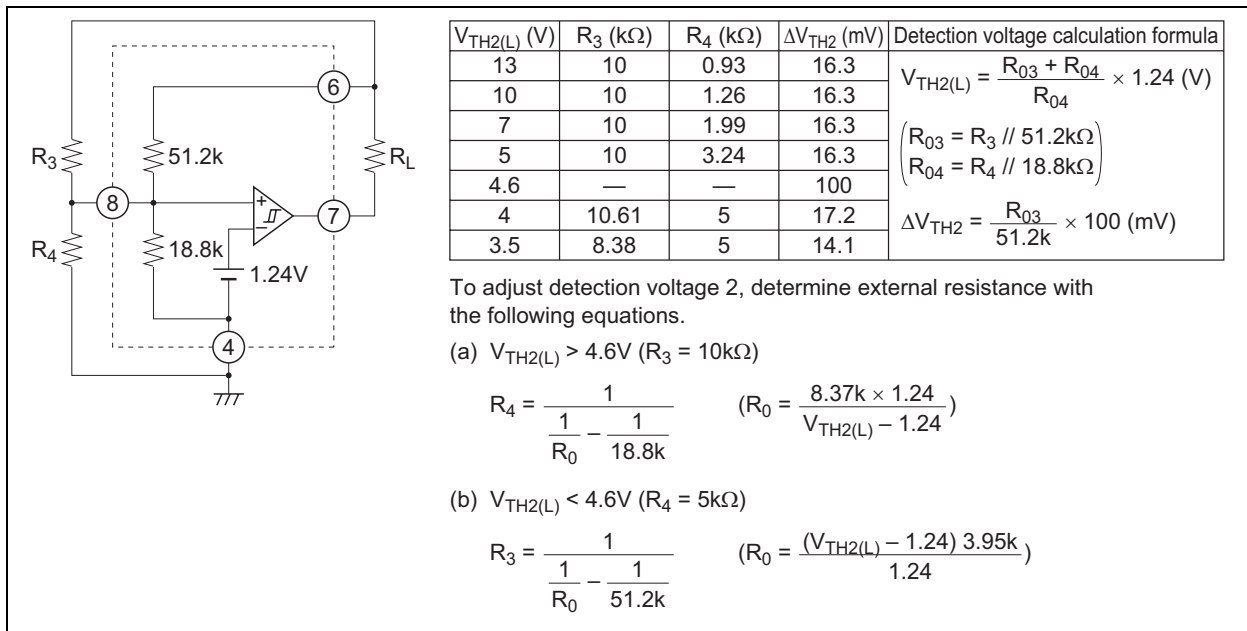 6
R3
51.2k
RL
8
+
−
7
R4
18.8k
1.24V
4
VTH2(L) (V) R3 (kΩ) R4 (kΩ) ΔVTH2 (mV) Detection voltage calculation formula
13 10 0.93 16.3
10 10 1.26 16.3
7 10 1.99 16.3
5 10 3.24 16.3
4.6 — — 100
4 10.61 5 17.2
3.5 8.38 5 14.1
VTH2(L) = (R03 + R04) / R04 × 1.24 (V)
(R03 = R3 // 51.2kΩ
R04 = R4 // 18.8kΩ)
ΔVTH2 = R03 / 51.2k × 100 (mV)
To adjust detection voltage 2, determine external resistance with
the following equations.
(a) VTH2(L) > 4.6V (R3 = 10kΩ)
R4 = 1 / (1/R0 – 1/18.8k) (R0 = 8.37k × 1.24 / (VTH2(L) – 1.24))
(b) VTH2(L) < 4.6V (R4 = 5kΩ)
R3 = 1 / (1/R0 – 1/51.2k) (R0 = (VTH2(L) – 1.24) 3.95k / 1.24)